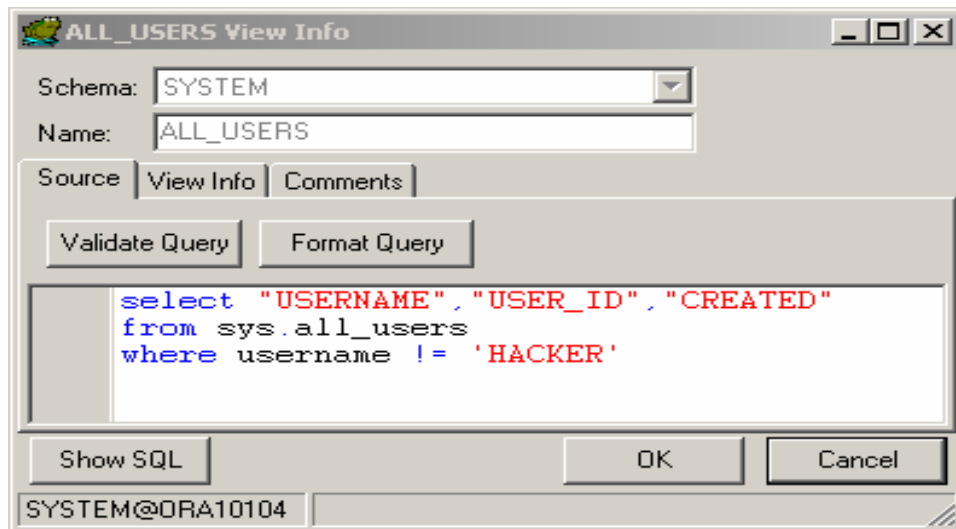 ALL_USERS View Info
Schema: SYSTEM
Name: ALL_USERS
Source View Info Comments
Validate Query Format Query
select "USERNAME","USER_ID","CREATED"
from sys.all_users
where username != 'HACKER'
Show SQL OK Cancel
SYSTEM@ORA10104